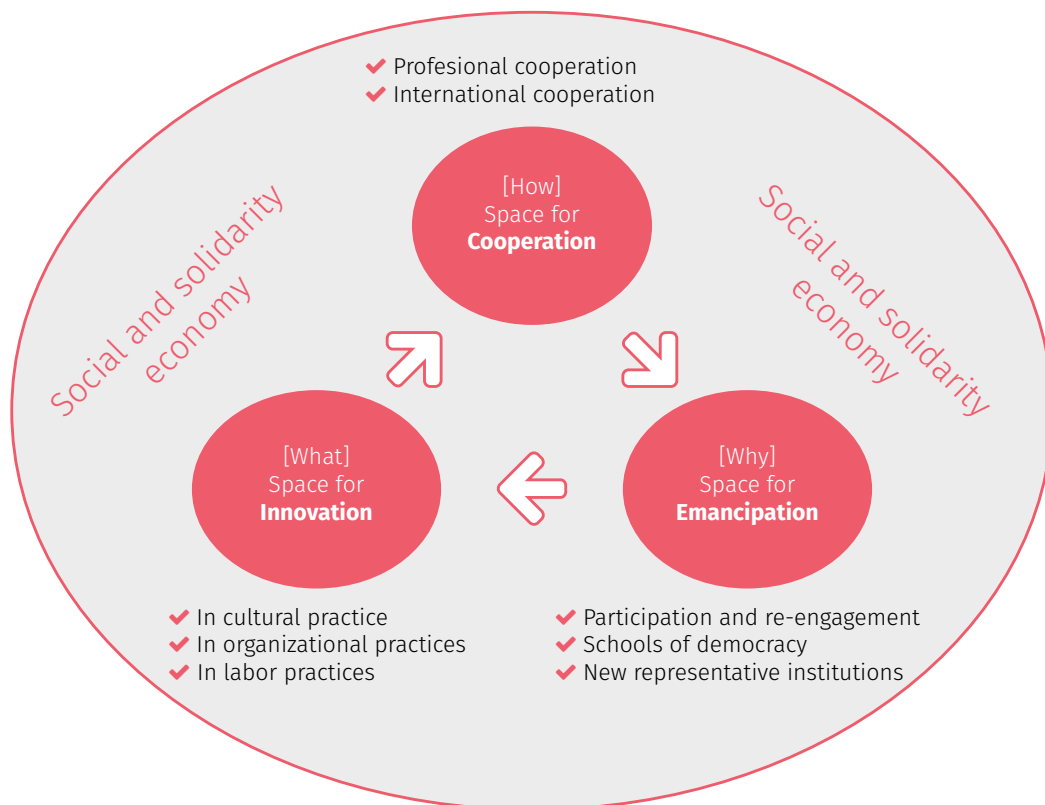 Profesional cooperation
International cooperation
[How]
Space for
Cooperation
Social and solidarity
economy
Social and solidarity
economy
[What]
Space for
Innovation
[Why]
Space for
Emancipation
In cultural practice
In organizational practices
In labor practices
Participation and re-engagement
Schools of democracy
New representative institutions